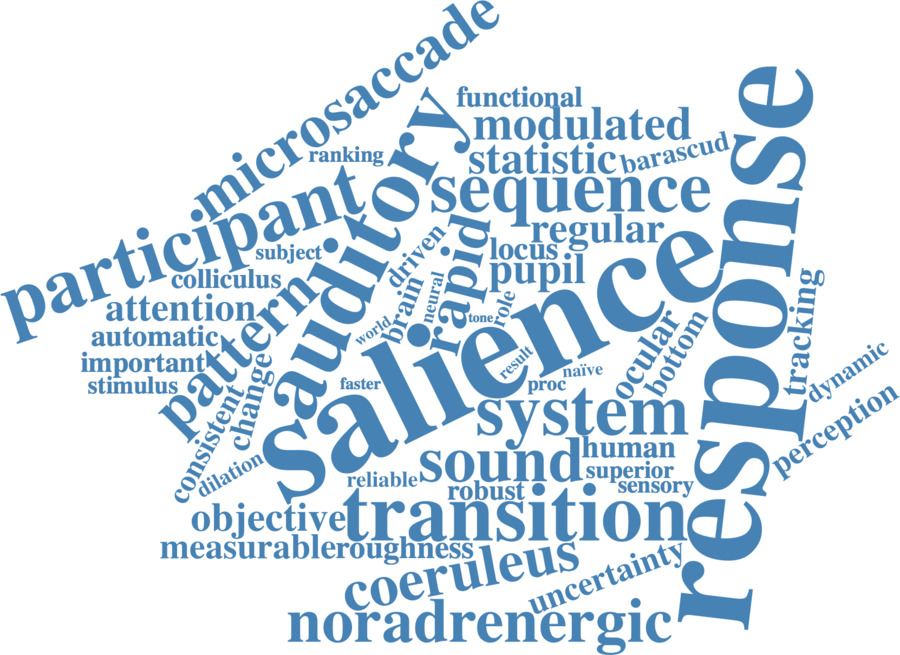 microsaccade
functional
modulated
ranking
auditory
statistic
barascud
response
participant
sequence
regular
subject
driven
rapid
locus
pupil
colliculus
attention
pattern
brain
neural
role
tone
world
salience
automatic
important
stimulus
change
consistent
faster
result
naïve
proc
ocular
bottom
tracking
dynamic
perception
system
dilation
sound
human
superior
sensory
reliable
robust
objective
transition
measurable
roughness
coeruleus
uncertainty
noradrenergic